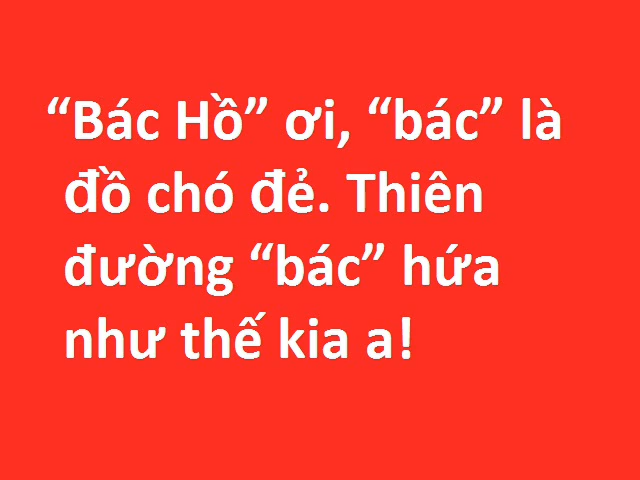 “Bác Hồ” ơi, “bác” là
đồ chó đẻ. Thiên
đường “bác” hứa
như thế kia a!